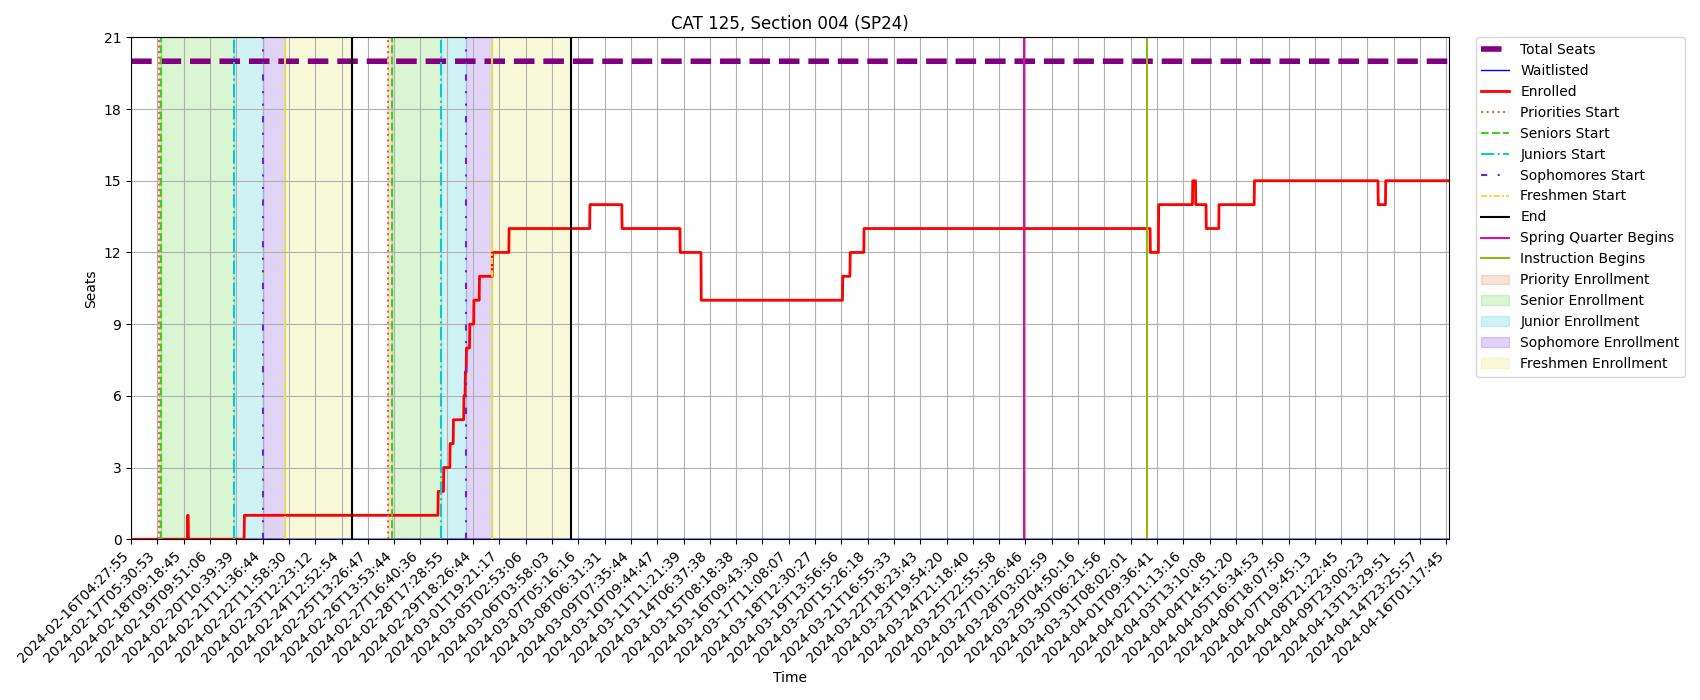 CAT 125, Section 004 (SP24)
21
18
15
12
9
6
3
0
Seats
2024-02-16T04:27:55
2024-02-17T05:30:53
2024-02-18T09:18:45
2024-02-19T09:51:06
2024-02-20T10:39:39
2024-02-21T11:36:44
2024-02-22T11:58:30
2024-02-23T12:23:12
2024-02-24T12:52:54
2024-02-25T13:26:47
2024-02-26T13:53:44
2024-02-27T16:40:36
2024-02-28T17:28:55
2024-02-29T18:26:44
2024-03-01T19:21:17
2024-03-05T02:53:06
2024-03-06T03:58:03
2024-03-07T05:16:16
2024-03-08T06:31:31
2024-03-09T07:35:44
2024-03-10T09:44:47
2024-03-11T11:21:39
2024-03-14T06:37:38
2024-03-15T08:18:38
2024-03-16T09:43:30
2024-03-17T11:08:07
2024-03-18T12:30:27
2024-03-19T13:56:56
2024-03-20T15:26:18
2024-03-21T16:55:33
2024-03-22T18:23:43
2024-03-23T19:54:20
2024-03-24T21:18:40
2024-03-25T22:55:58
2024-03-27T01:26:46
2024-03-28T03:02:59
2024-03-29T04:50:16
2024-03-30T06:21:56
2024-03-31T08:02:01
2024-04-01T09:36:41
2024-04-02T11:13:16
2024-04-03T13:10:08
2024-04-04T14:51:20
2024-04-05T16:34:53
2024-04-06T18:07:50
2024-04-07T19:45:13
2024-04-08T21:22:45
2024-04-09T23:00:23
2024-04-13T13:29:51
2024-04-14T23:25:57
2024-04-16T01:17:45
Time
Total Seats
Waitlisted
Enrolled
Priorities Start
Seniors Start
Juniors Start
Sophomores Start
Freshmen Start
End
Spring Quarter Begins
Instruction Begins
Priority Enrollment
Senior Enrollment
Junior Enrollment
Sophomore Enrollment
Freshmen Enrollment